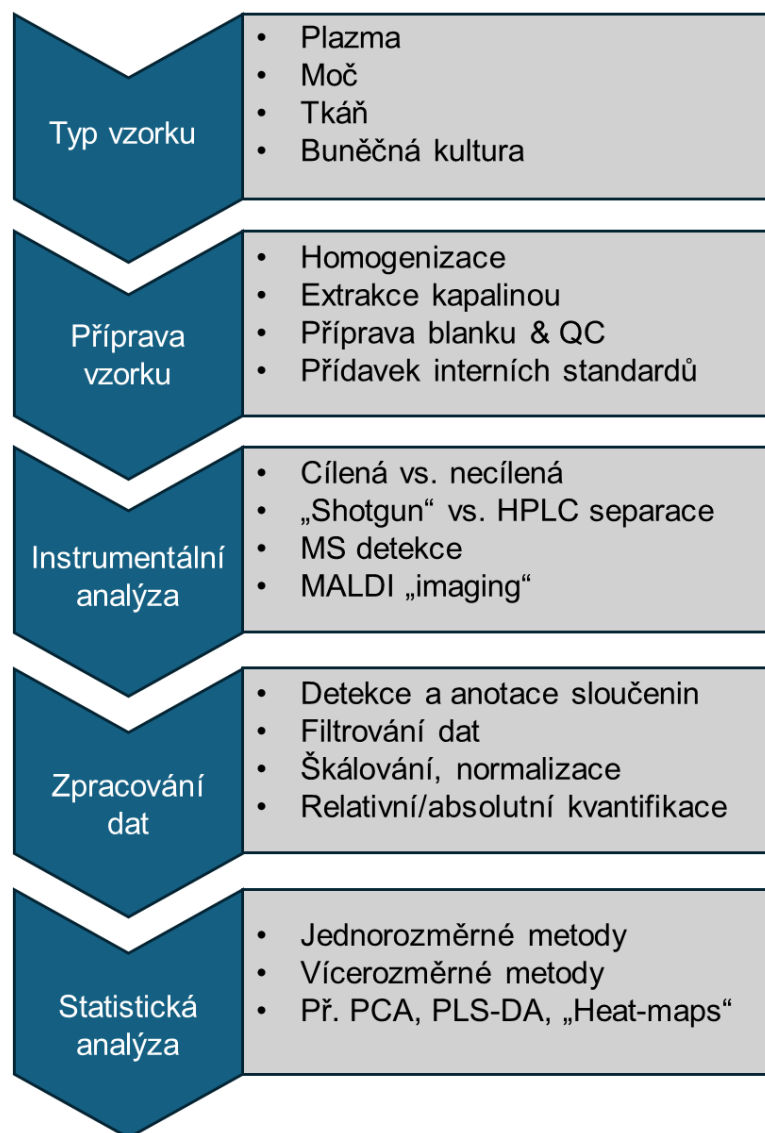 Typ vzorku
• Plazma
• Moč
• Tkáň
• Buněčná kultura
Příprava
vzorku
• Homogenizace
• Extrakce kapalinou
• Příprava blanku & QC
• Přídavek interních standardů
Instrumentální
analýza
• Cílená vs. necílená
• „Shotgun“ vs. HPLC separace
• MS detekce
• MALDI „imaging“
Zpracování
dat
• Detekce a anotace sloučenin
• Filtrování dat
• Škálování, normalizace
• Relativní/absolutní kvantifikace
Statistická
analýza
• Jednorozměrné metody
• Vícerozměrné metody
• Př. PCA, PLS-DA, „Heat-maps“